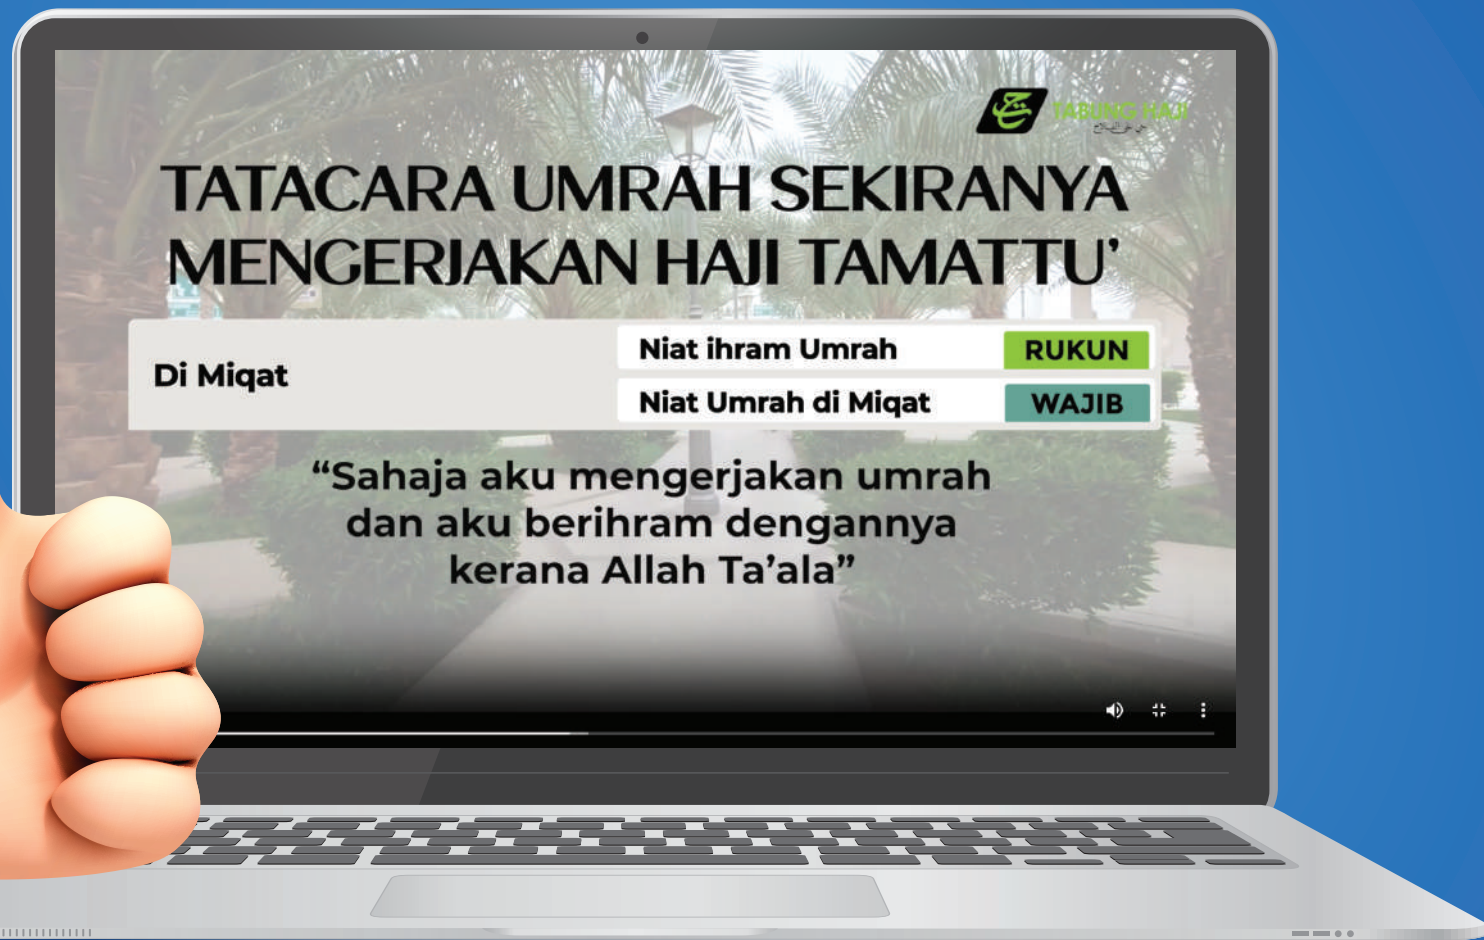 TABUNG HAJI
TATACARA UMRAH SEKIRANYA
MENGERJAKAN HAJI TAMATTU’
Di Miqat
Niat ihram Umrah RUKUN
Niat Umrah di Miqat WAJIB
“Sahaja aku mengerjakan umrah
dan aku berihram dengannya
kerana Allah Ta’ala”